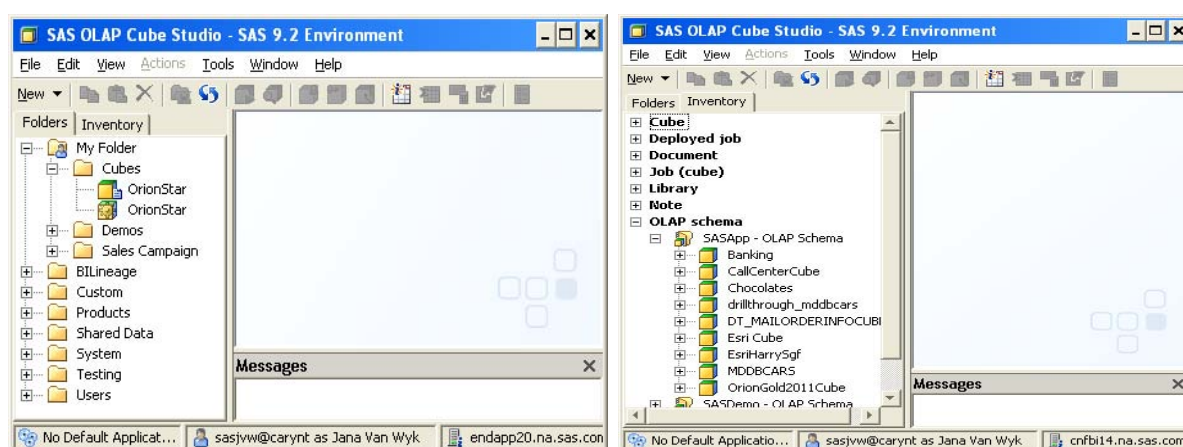 SAS OLAP Cube Studio - SAS 9.2 Environment
File Edit View Actions Tools Window Help
New
Folders Inventory
My Folder
Cubes
OrionStar
OrionStar
Demos
Sales Campaign
BILineage
Custom
Products
Shared Data
System
Testing
Users
Messages
No Default Applicat... sasjvw@carynt as Jana Van Wyk endapp20.na.sas.com
SAS OLAP Cube Studio - SAS 9.2 Environment
File Edit View Actions Tools Window Help
New
Folders Inventory
Cube
Deployed job
Document
Job (cube)
Library
Note
OLAP schema
SASApp - OLAP Schema
Banking
CallCenterCube
Chocolates
drillthrough_mddbcars
DT_MAILORDERINFOCUBE
Esri Cube
EsriHarrySgf
MDDBCARS
OrionGold2011Cube
SASDemo - OLAP Schema
Messages
No Default Applicatio... sasjvw@carynt as Jana Van Wyk cnfbi14.na.sas.com